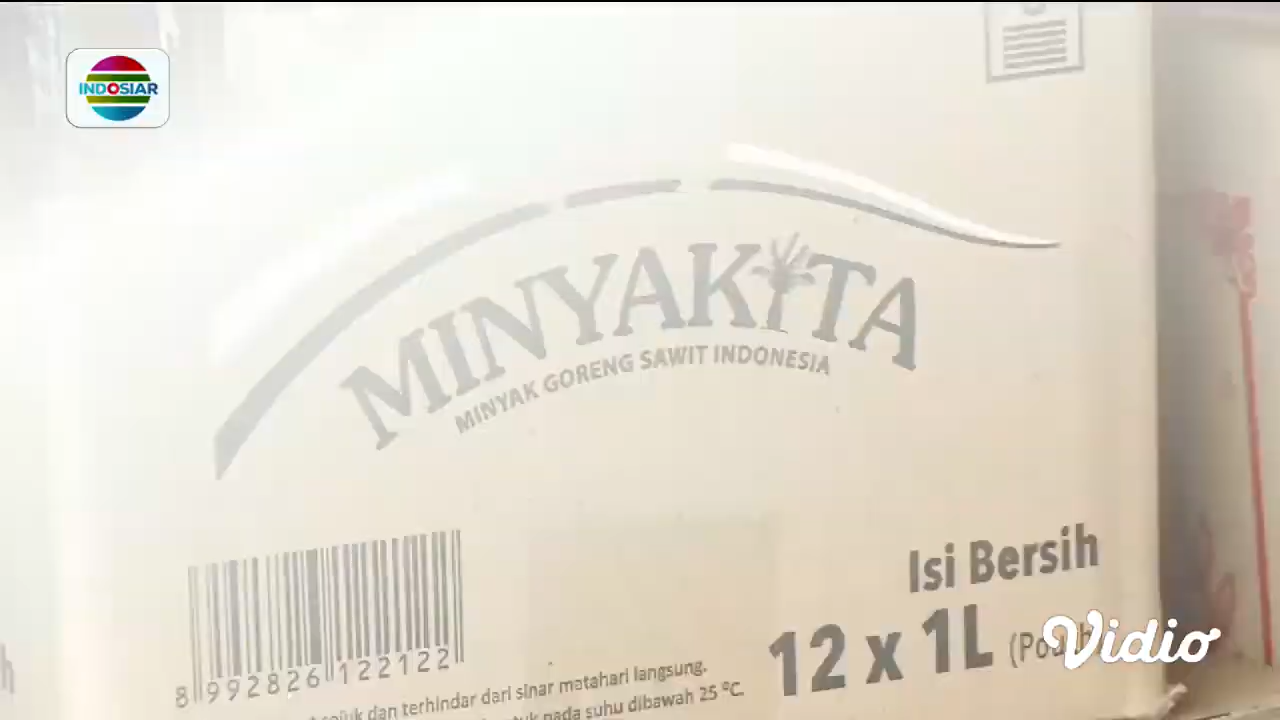 INDOSIAR
MINYAKITA
MINYAK GORENG SAWIT INDONESIA
Isi Bersih
12 x 1L
8 992826 122122
dan terhindar dari sinar matahari langsung.
pada suhu dibawah 25 °C.
Vidio